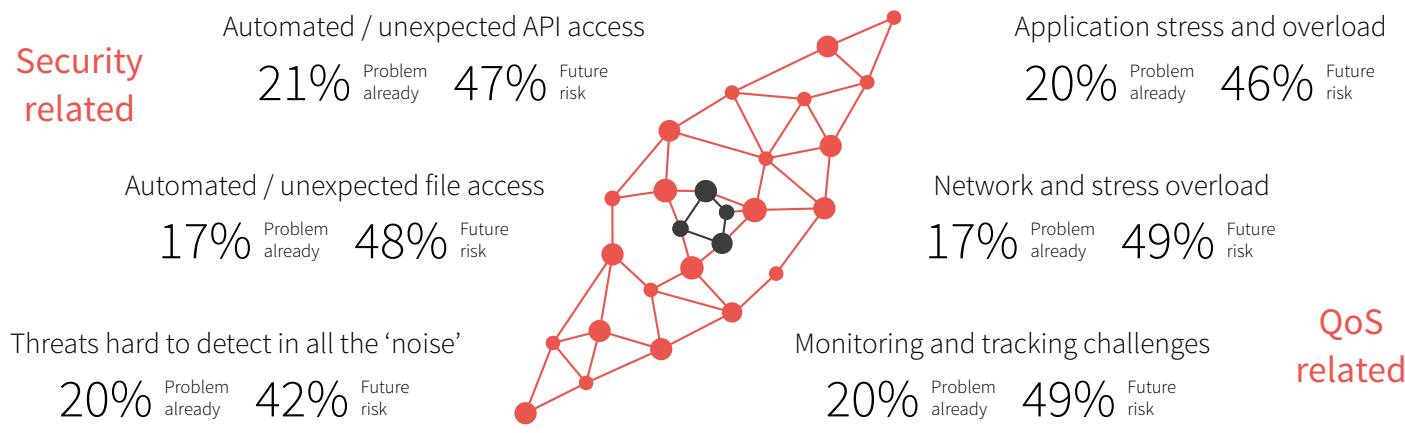 Security
related
Automated / unexpected API access
21% Problem already 47% Future risk
Automated / unexpected file access
17% Problem already 48% Future risk
Threats hard to detect in all the ‘noise’
20% Problem already 42% Future risk
Application stress and overload
20% Problem already 46% Future risk
Network and stress overload
17% Problem already 49% Future risk
Monitoring and tracking challenges
20% Problem already 49% Future risk
QoS
related